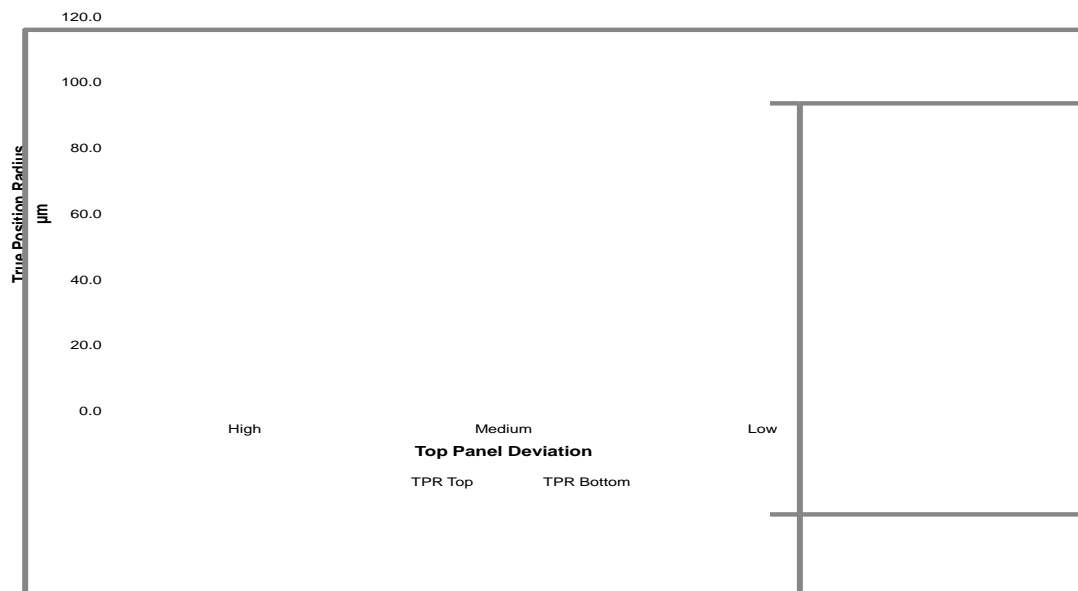 120.0
100.0
80.0
60.0
40.0
20.0
0.0
True Position Radius
µm
High Medium Low
Top Panel Deviation
TPR Top TPR Bottom